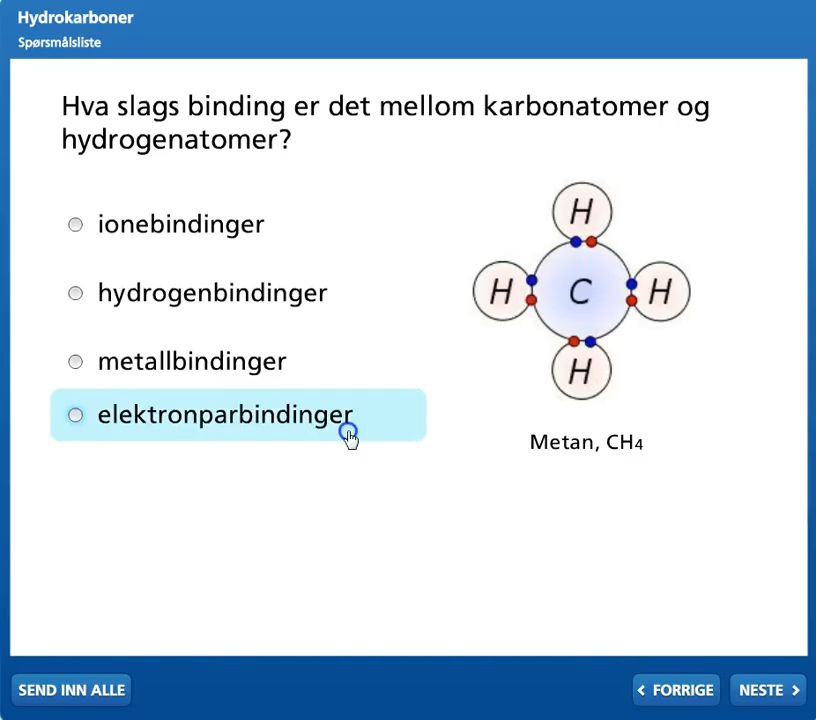 Hydrokarboner
Spørsmålsliste
Hva slags binding er det mellom karbonatomer og
hydrogenatomer?
ionebindinger
hydrogenbindinger
metallbindinger
elektronparbindinger
H
H
C
H
H
Metan, CH4
SEND INN ALLE
FORRIGE
NESTE